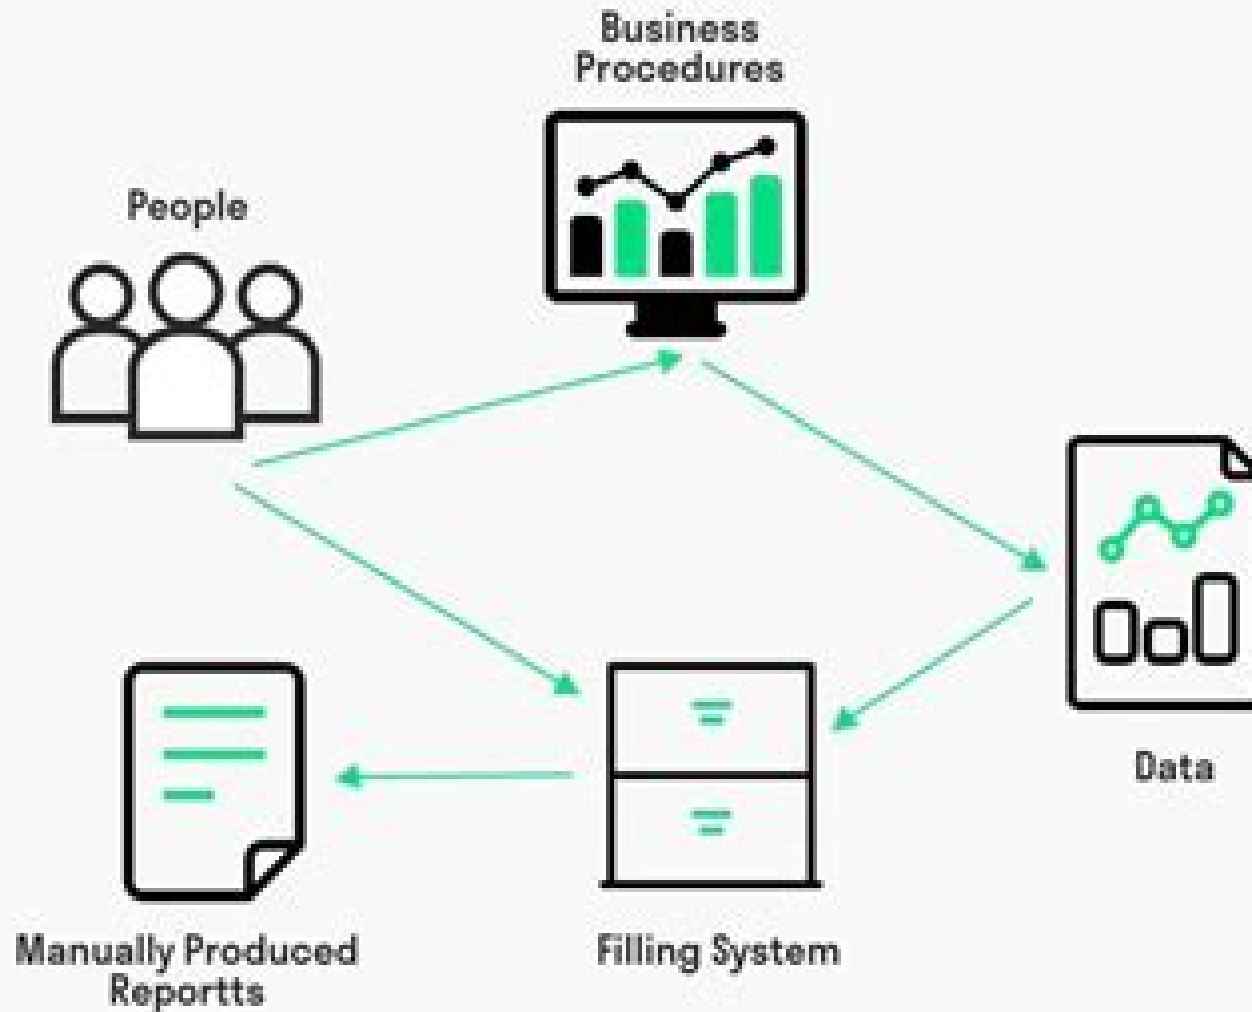 Business
Procedures
People
Data
Manually Produced
Reportts
Filling System